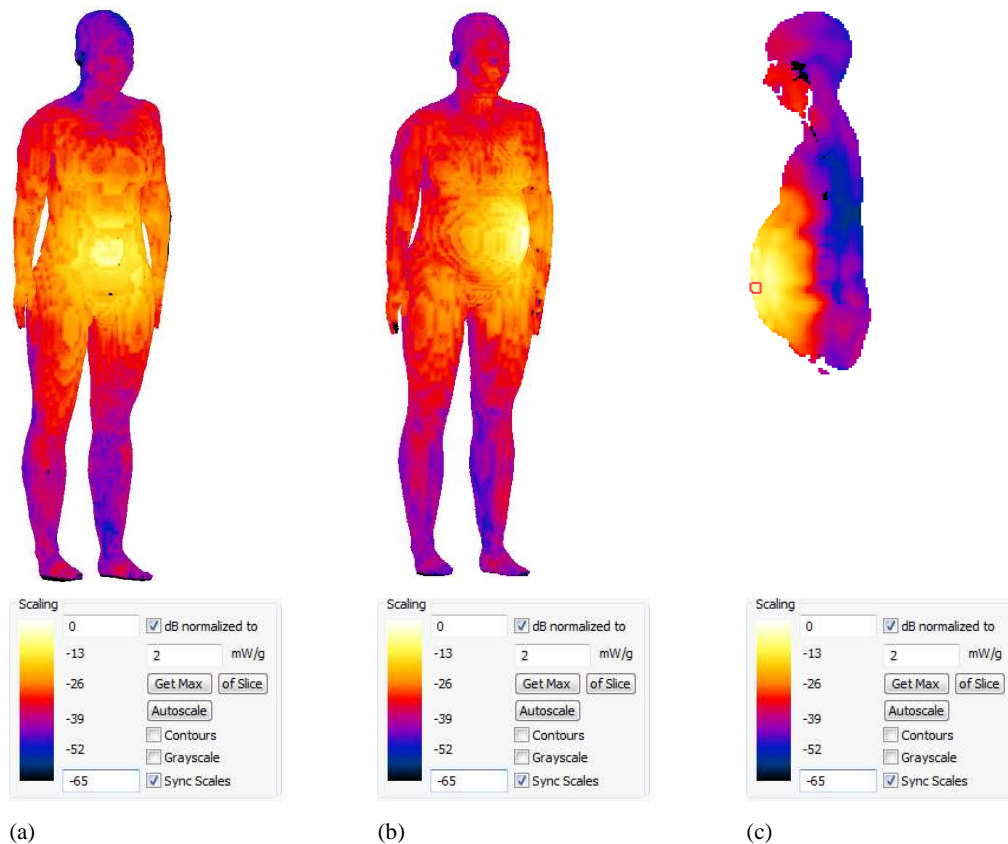 Scaling
0
dB normalized to
-13
2 mW/g
-26
Get Max of Slice
Autoscale
-39
Contours
-52
Grayscale
-65
Sync Scales
Scaling
0
dB normalized to
-13
2 mW/g
-26
Get Max of Slice
Autoscale
-39
Contours
-52
Grayscale
-65
Sync Scales
Scaling
0
dB normalized to
-13
2 mW/g
-26
Get Max of Slice
Autoscale
-39
Contours
-52
Grayscale
-65
Sync Scales
(a)
(b)
(c)